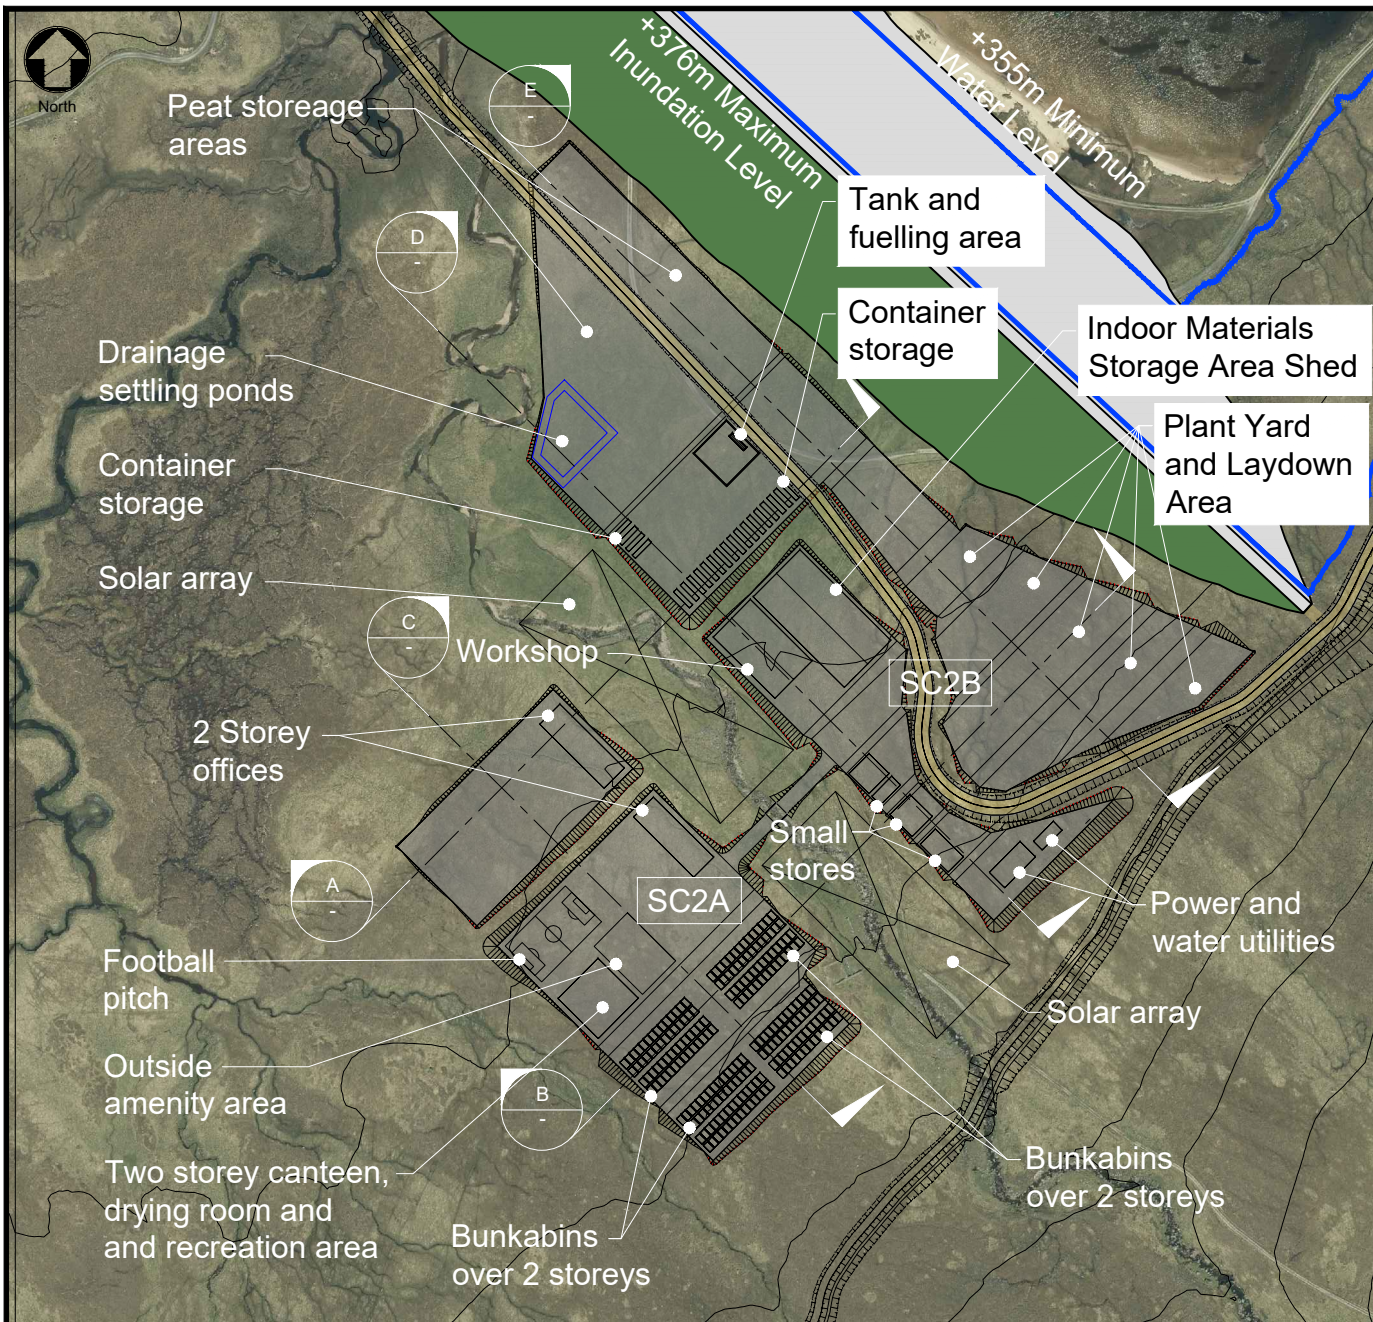 North
Peat storeage
areas
E
-
+376m Maximum
Inundation Level
+355m Minimum
Water Level
Tank and
fuelling area
D
-
Container
storage
Indoor Materials
Storage Area Shed
Drainage
settling ponds
Plant Yard
and Laydown
Area
Container
storage
Solar array
C
-
Workshop
SC2B
2 Storey
offices
Small
stores
A
-
SC2A
Power and
water utilities
Football
pitch
Solar array
Outside
amenity area
B
-
Two storey canteen,
drying room and
and recreation area
Bunkabins
over 2 storeys
Bunkabins
over 2 storeys